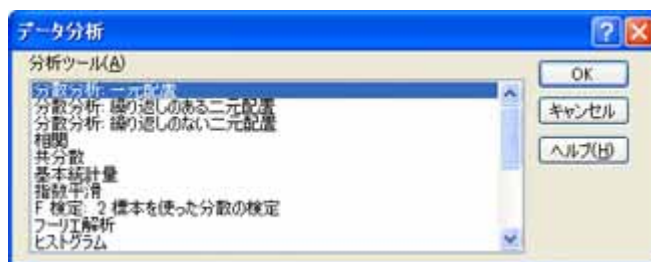 データ分析
分析ツール(A)
分散分析: 一元配置
分散分析: 繰り返しのある二元配置
分散分析: 繰り返しのない二元配置
相関
共分散
基本統計量
指数平滑
F 検定: 2 標本を使った分散の検定
フーリエ解析
ヒストグラム
OK
キャンセル
ヘルプ(H)